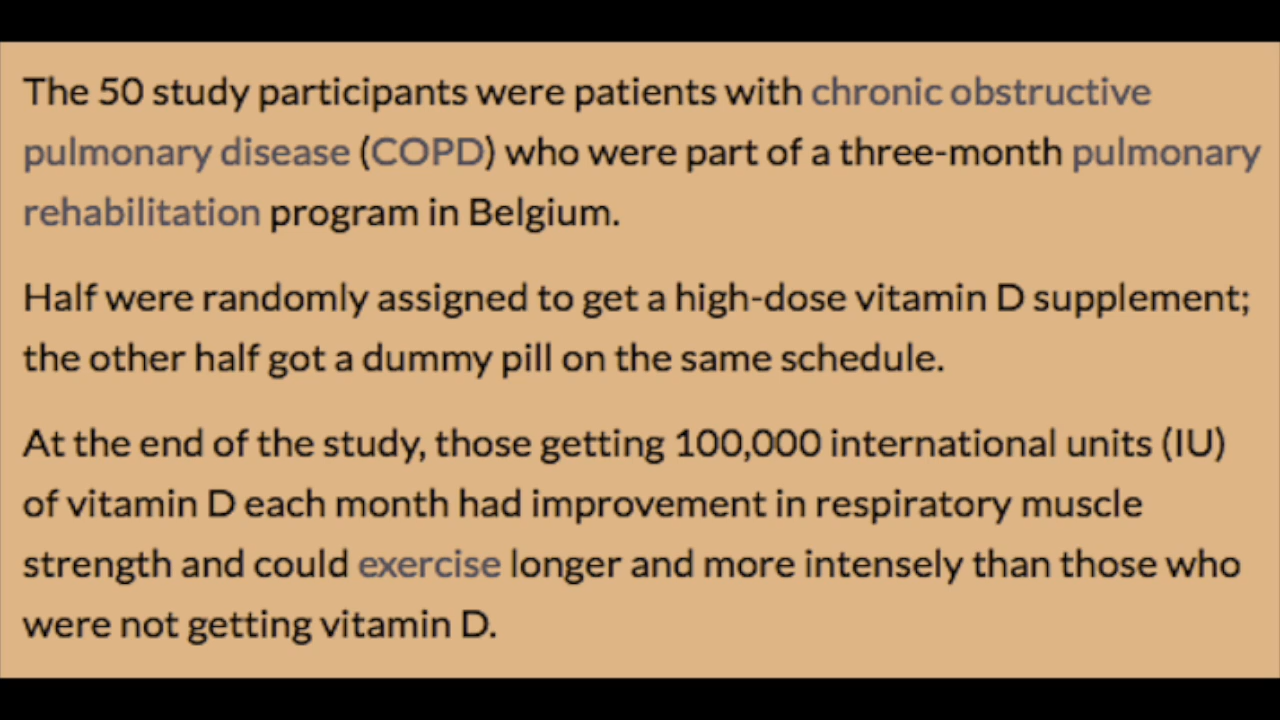 The 50 study participants were patients with chronic obstructive
pulmonary disease (COPD) who were part of a three-month pulmonary
rehabilitation program in Belgium.
Half were randomly assigned to get a high-dose vitamin D supplement;
the other half got a dummy pill on the same schedule.
At the end of the study, those getting 100,000 international units (IU)
of vitamin D each month had improvement in respiratory muscle
strength and could exercise longer and more intensely than those who
were not getting vitamin D.